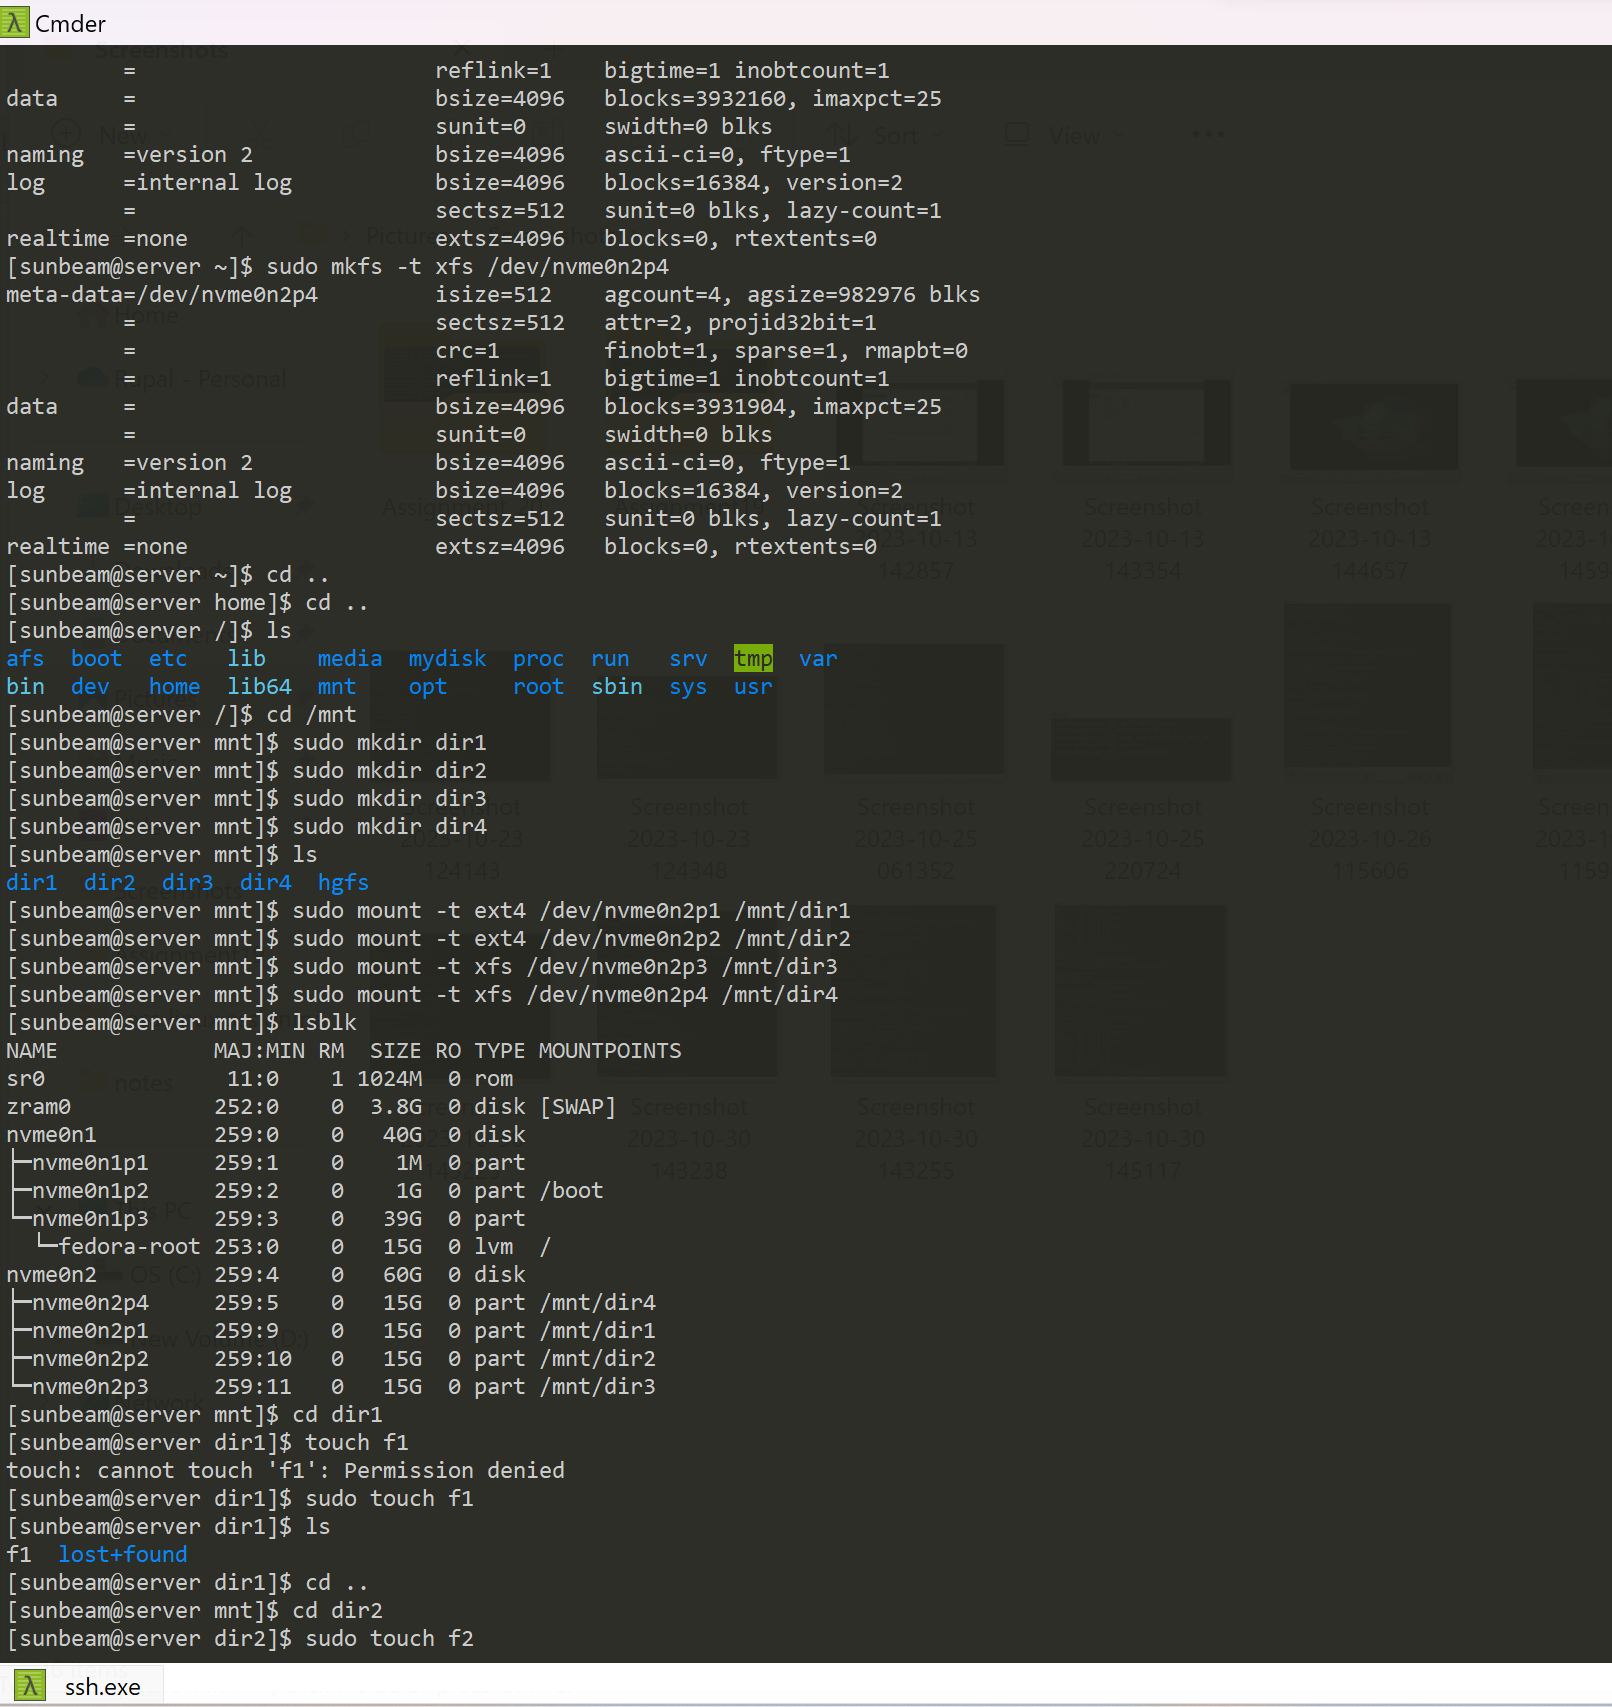 Cmder
         =                       reflink=1    bigtime=1 inobtcount=1
data     =                       bsize=4096   blocks=3932160, imaxpct=25
         =                       sunit=0      swidth=0 blks
naming   =version 2              bsize=4096   ascii-ci=0, ftype=1
log      =internal log           bsize=4096   blocks=16384, version=2
         =                       sectsz=512   sunit=0 blks, lazy-count=1
realtime =none                   extsz=4096   blocks=0, rtextents=0
[sunbeam@server ~]$ sudo mkfs -t xfs /dev/nvme0n2p4
meta-data=/dev/nvme0n2p4         isize=512    agcount=4, agsize=982976 blks
         =                       sectsz=512   attr=2, projid32bit=1
         =                       crc=1        finobt=1, sparse=1, rmapbt=0
         =                       reflink=1    bigtime=1 inobtcount=1
data     =                       bsize=4096   blocks=3931904, imaxpct=25
         =                       sunit=0      swidth=0 blks
naming   =version 2              bsize=4096   ascii-ci=0, ftype=1
log      =internal log           bsize=4096   blocks=16384, version=2
         =                       sectsz=512   sunit=0 blks, lazy-count=1
realtime =none                   extsz=4096   blocks=0, rtextents=0
[sunbeam@server ~]$ cd ..
[sunbeam@server home]$ cd ..
[sunbeam@server /]$ ls
afs  boot  etc   lib    media  mydisk  proc  run   srv  tmp  var
bin  dev   home  lib64  mnt    opt     root  sbin  sys  usr
[sunbeam@server /]$ cd /mnt
[sunbeam@server mnt]$ sudo mkdir dir1
[sunbeam@server mnt]$ sudo mkdir dir2
[sunbeam@server mnt]$ sudo mkdir dir3
[sunbeam@server mnt]$ sudo mkdir dir4
[sunbeam@server mnt]$ ls
dir1  dir2  dir3  dir4  hgfs
[sunbeam@server mnt]$ sudo mount -t ext4 /dev/nvme0n2p1 /mnt/dir1
[sunbeam@server mnt]$ sudo mount -t ext4 /dev/nvme0n2p2 /mnt/dir2
[sunbeam@server mnt]$ sudo mount -t xfs /dev/nvme0n2p3 /mnt/dir3
[sunbeam@server mnt]$ sudo mount -t xfs /dev/nvme0n2p4 /mnt/dir4
[sunbeam@server mnt]$ lsblk
NAME            MAJ:MIN RM   SIZE RO TYPE MOUNTPOINTS
sr0              11:0    1 1024M  0 rom
zram0           252:0    0  3.8G  0 disk [SWAP]
nvme0n1         259:0    0   40G  0 disk
├─nvme0n1p1     259:1    0    1M  0 part
├─nvme0n1p2     259:2    0    1G  0 part /boot
└─nvme0n1p3     259:3    0   39G  0 part
  └─fedora-root 253:0    0   15G  0 lvm  /
nvme0n2         259:4    0   60G  0 disk
├─nvme0n2p4     259:5    0   15G  0 part /mnt/dir4
├─nvme0n2p1     259:9    0   15G  0 part /mnt/dir1
├─nvme0n2p2     259:10   0   15G  0 part /mnt/dir2
└─nvme0n2p3     259:11   0   15G  0 part /mnt/dir3
[sunbeam@server mnt]$ cd dir1
[sunbeam@server dir1]$ touch f1
touch: cannot touch 'f1': Permission denied
[sunbeam@server dir1]$ sudo touch f1
[sunbeam@server dir1]$ ls
f1  lost+found
[sunbeam@server dir1]$ cd ..
[sunbeam@server mnt]$ cd dir2
[sunbeam@server dir2]$ sudo touch f2
ssh.exe